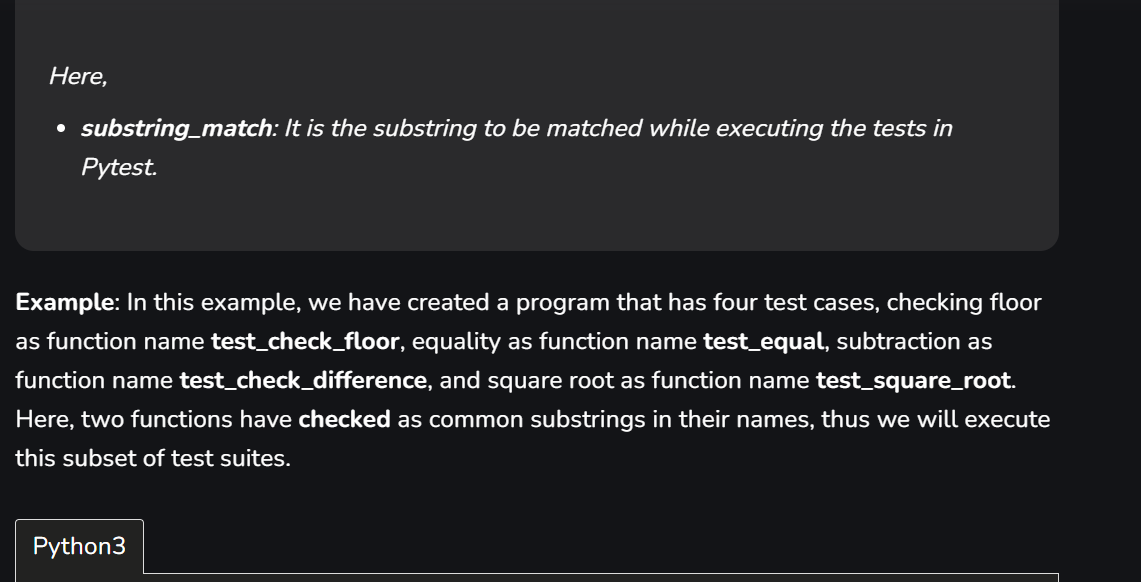 Here,
• substring_match: It is the substring to be matched while executing the tests in
Pytest.
Example: In this example, we have created a program that has four test cases, checking floor
as function name test_check_floor, equality as function name test_equal, subtraction as
function name test_check_difference, and square root as function name test_square_root.
Here, two functions have checked as common substrings in their names, thus we will execute
this subset of test suites.
Python3